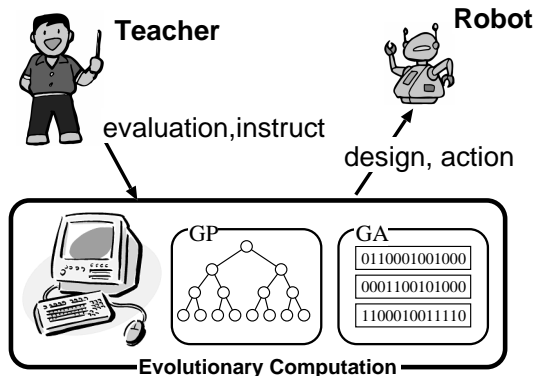 Teacher
Robot
evaluation,instruct
design, action
GP
GA
0110001001000
0001100101000
1100010011110
Evolutionary Computation